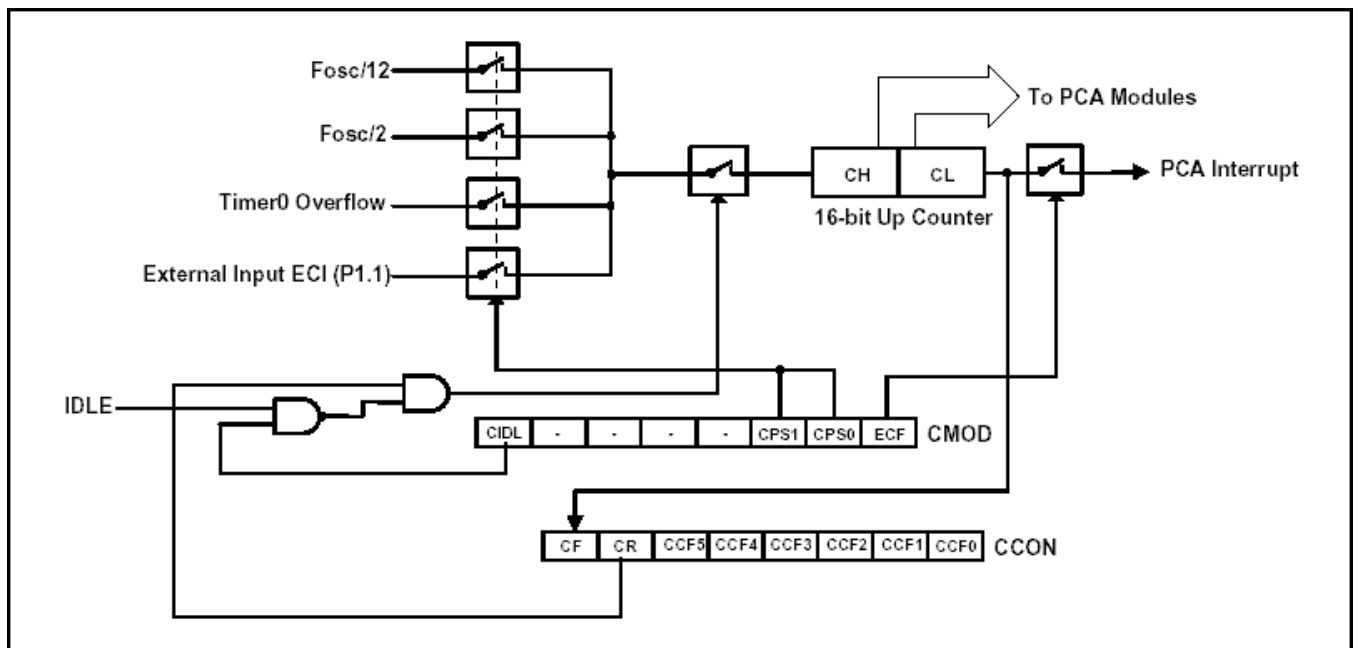 Fosc/12
Fosc/2
Timer0 Overflow
External Input ECI (P1.1)
To PCA Modules
CH CL
PCA Interrupt
16-bit Up Counter
IDLE
CIDL - - - - CPS1 CPS0 ECF CMOD
CF CR CCF5 CCF4 CCF3 CCF2 CCF1 CCF0 CCON